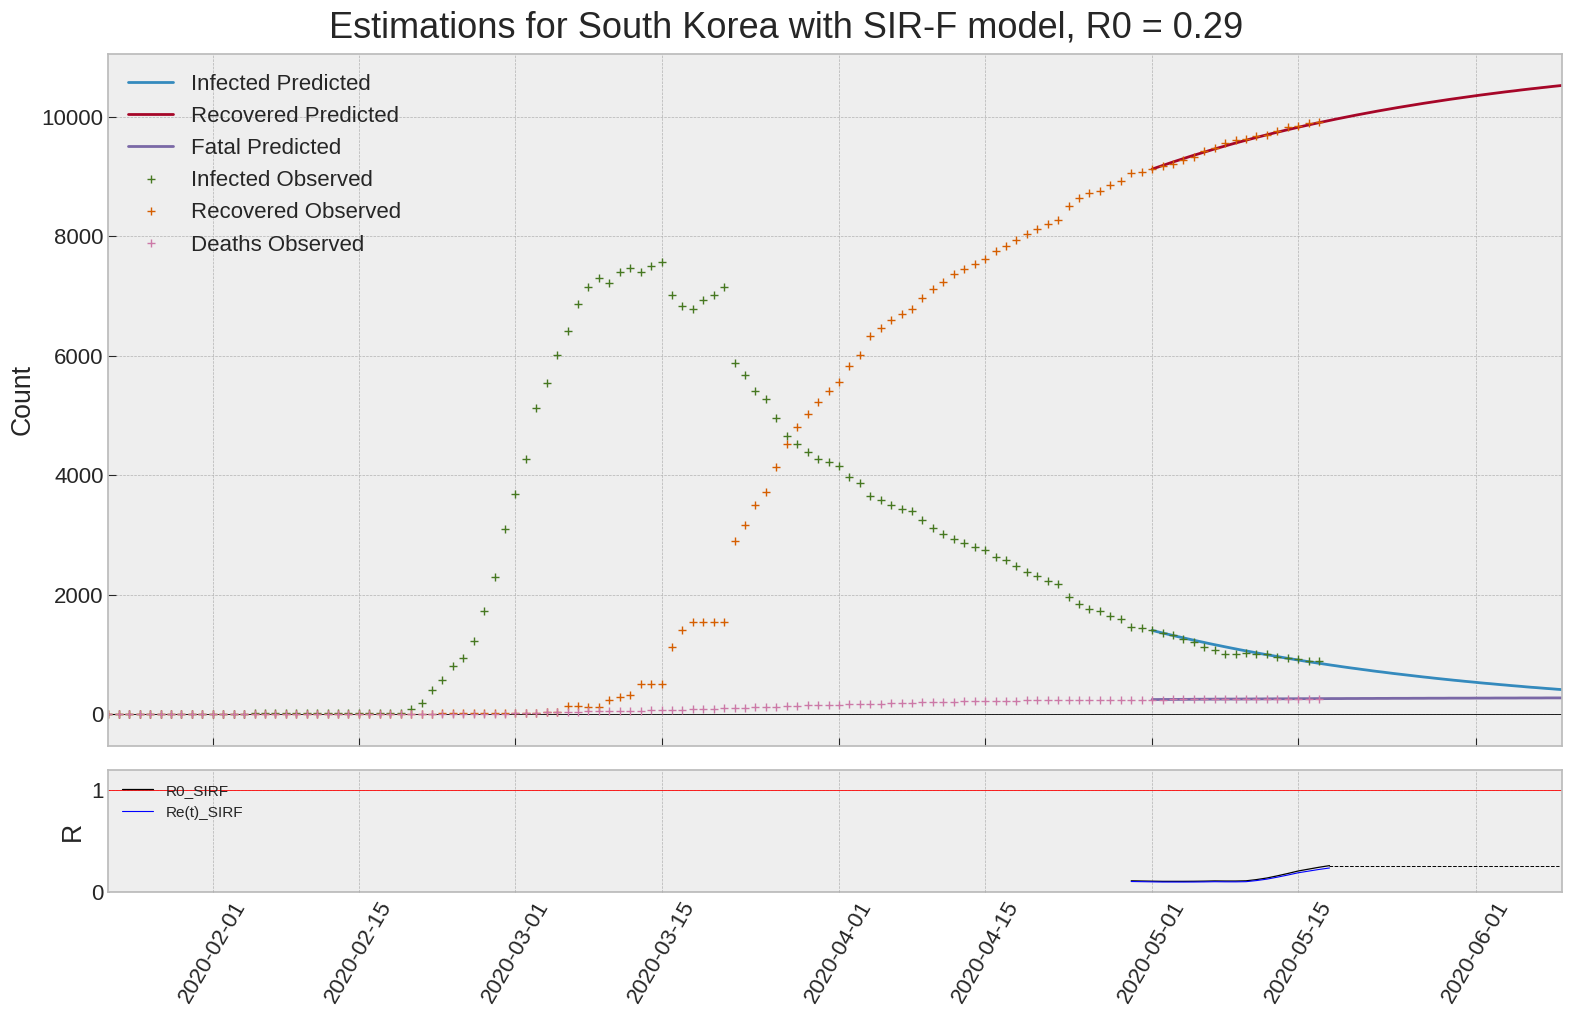 Estimations for South Korea with SIR-F model, R0 = 0.29
Infected Predicted
Recovered Predicted
Fatal Predicted
Infected Observed
Recovered Observed
Deaths Observed
10000
8000
6000
4000
2000
0
Count
R0_SIRF
Re(t)_SIRF
1
0
R
2020-02-01
2020-02-15
2020-03-01
2020-03-15
2020-04-01
2020-04-15
2020-05-01
2020-05-15
2020-06-01